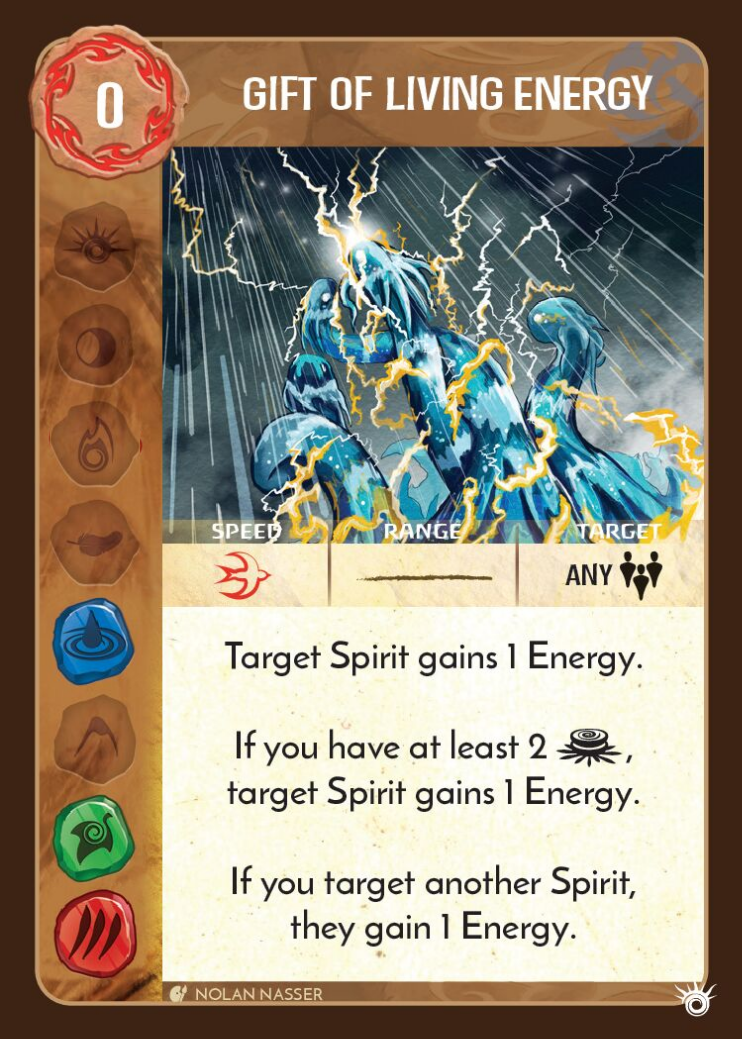 0
GIFT OF LIVING ENERGY
SPEED RANGE TARGET
ANY
Target Spirit gains 1 Energy.
If you have at least 2 ,
target Spirit gains 1 Energy.
If you target another Spirit,
they gain 1 Energy.
NOLAN NASSER